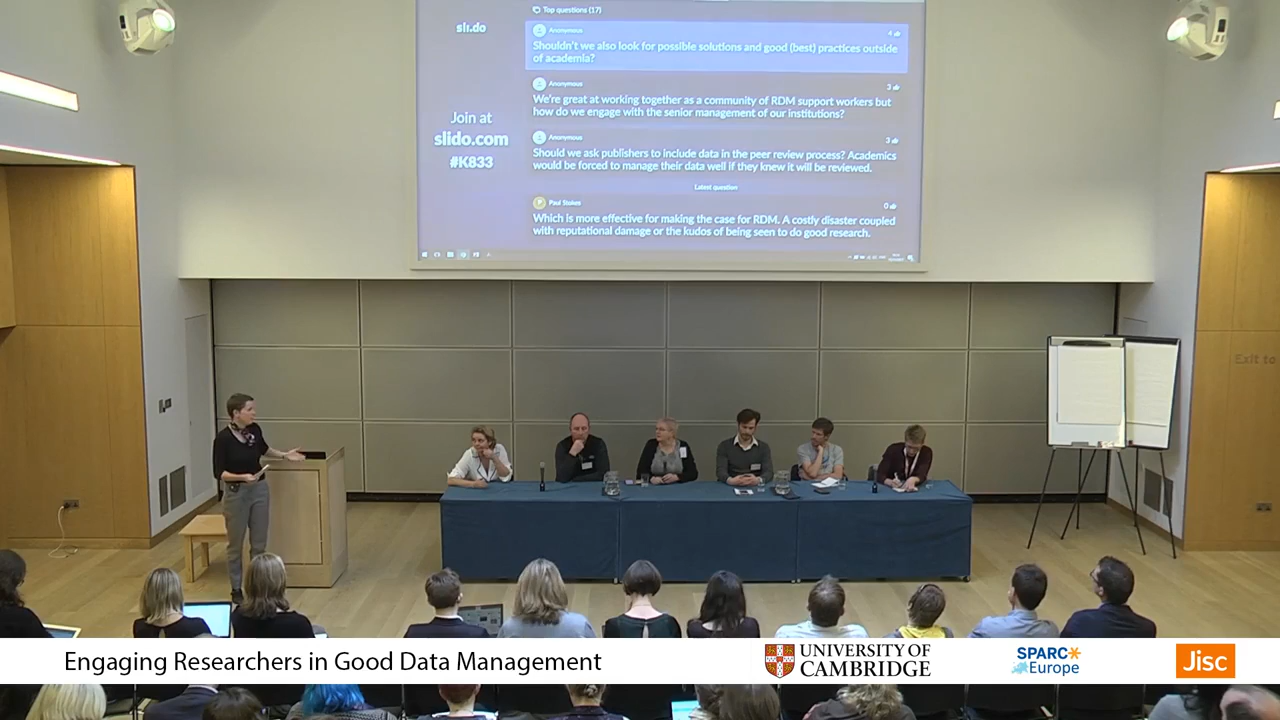 Top questions (17)
sli.do
Anonymous
4
Shouldn't we also look for possible solutions and good (best) practices outside
of academia?
Anonymous
3
We're great at working together as a community of RDM support workers but
how do we engage with the senior management of our institutions?
Join at
slido.com
#K833
Anonymous
3
Should we ask publishers to include data in the peer review process? Academics
would be forced to manage their data well if they knew it will be reviewed.
Latest question
P
Paul Stokes
0
Which is more effective for making the case for RDM. A costly disaster coupled
with reputational damage or the kudos of being seen to do good research.
Exit to
Engaging Researchers in Good Data Management
UNIVERSITY OF
CAMBRIDGE
SPARC
Europe
Jisc